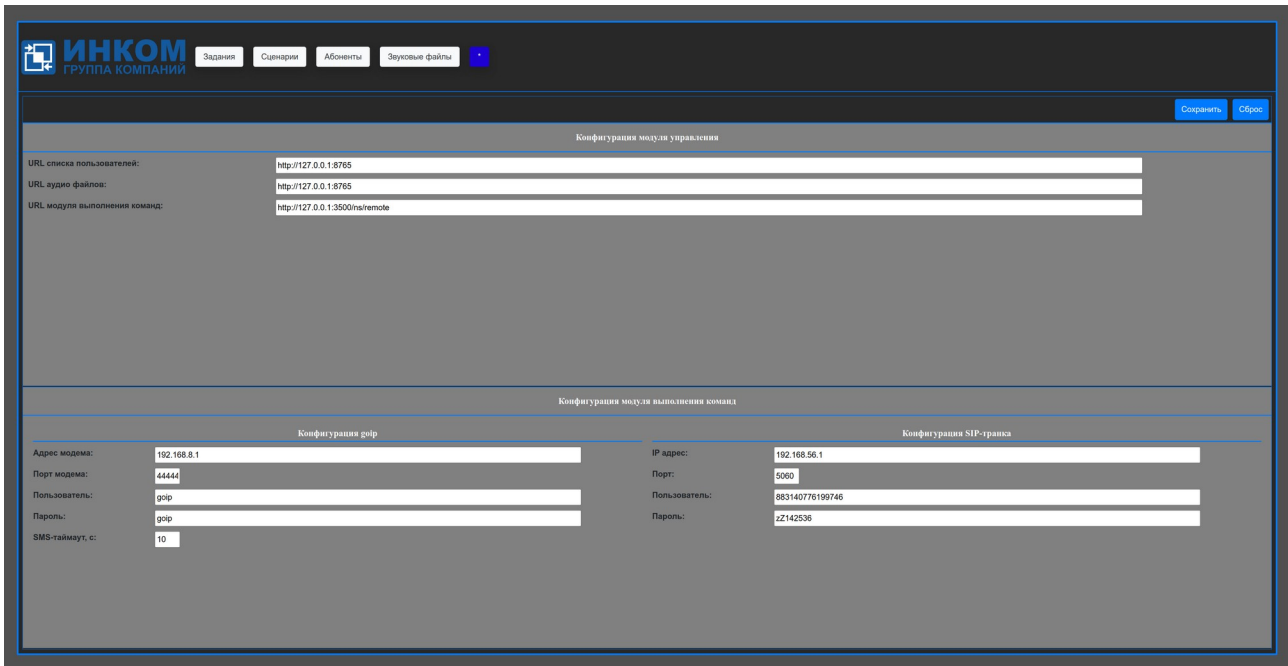 ИНКОМ
ГРУППА КОМПАНИЙ
Задания Сценарии Абоненты Звуковые файлы *
Сохранить Сброс
Конфигурация модуля управления
URL списка пользователей: http://127.0.0.1:8765
URL аудио файлов: http://127.0.0.1:8765
URL модуля выполнения команд: http://127.0.0.1:3500/ns/remote
Конфигурация модуля выполнения команд
Конфигурация goip
Адрес модема: 192.168.8.1
Порт модема: 44444
Пользователь: goip
Пароль: goip
SMS-таймаут, с: 10
Конфигурация SIP-транка
IP адрес: 192.168.56.1
Порт: 5060
Пользователь: 883140776199746
Пароль: zZ142536